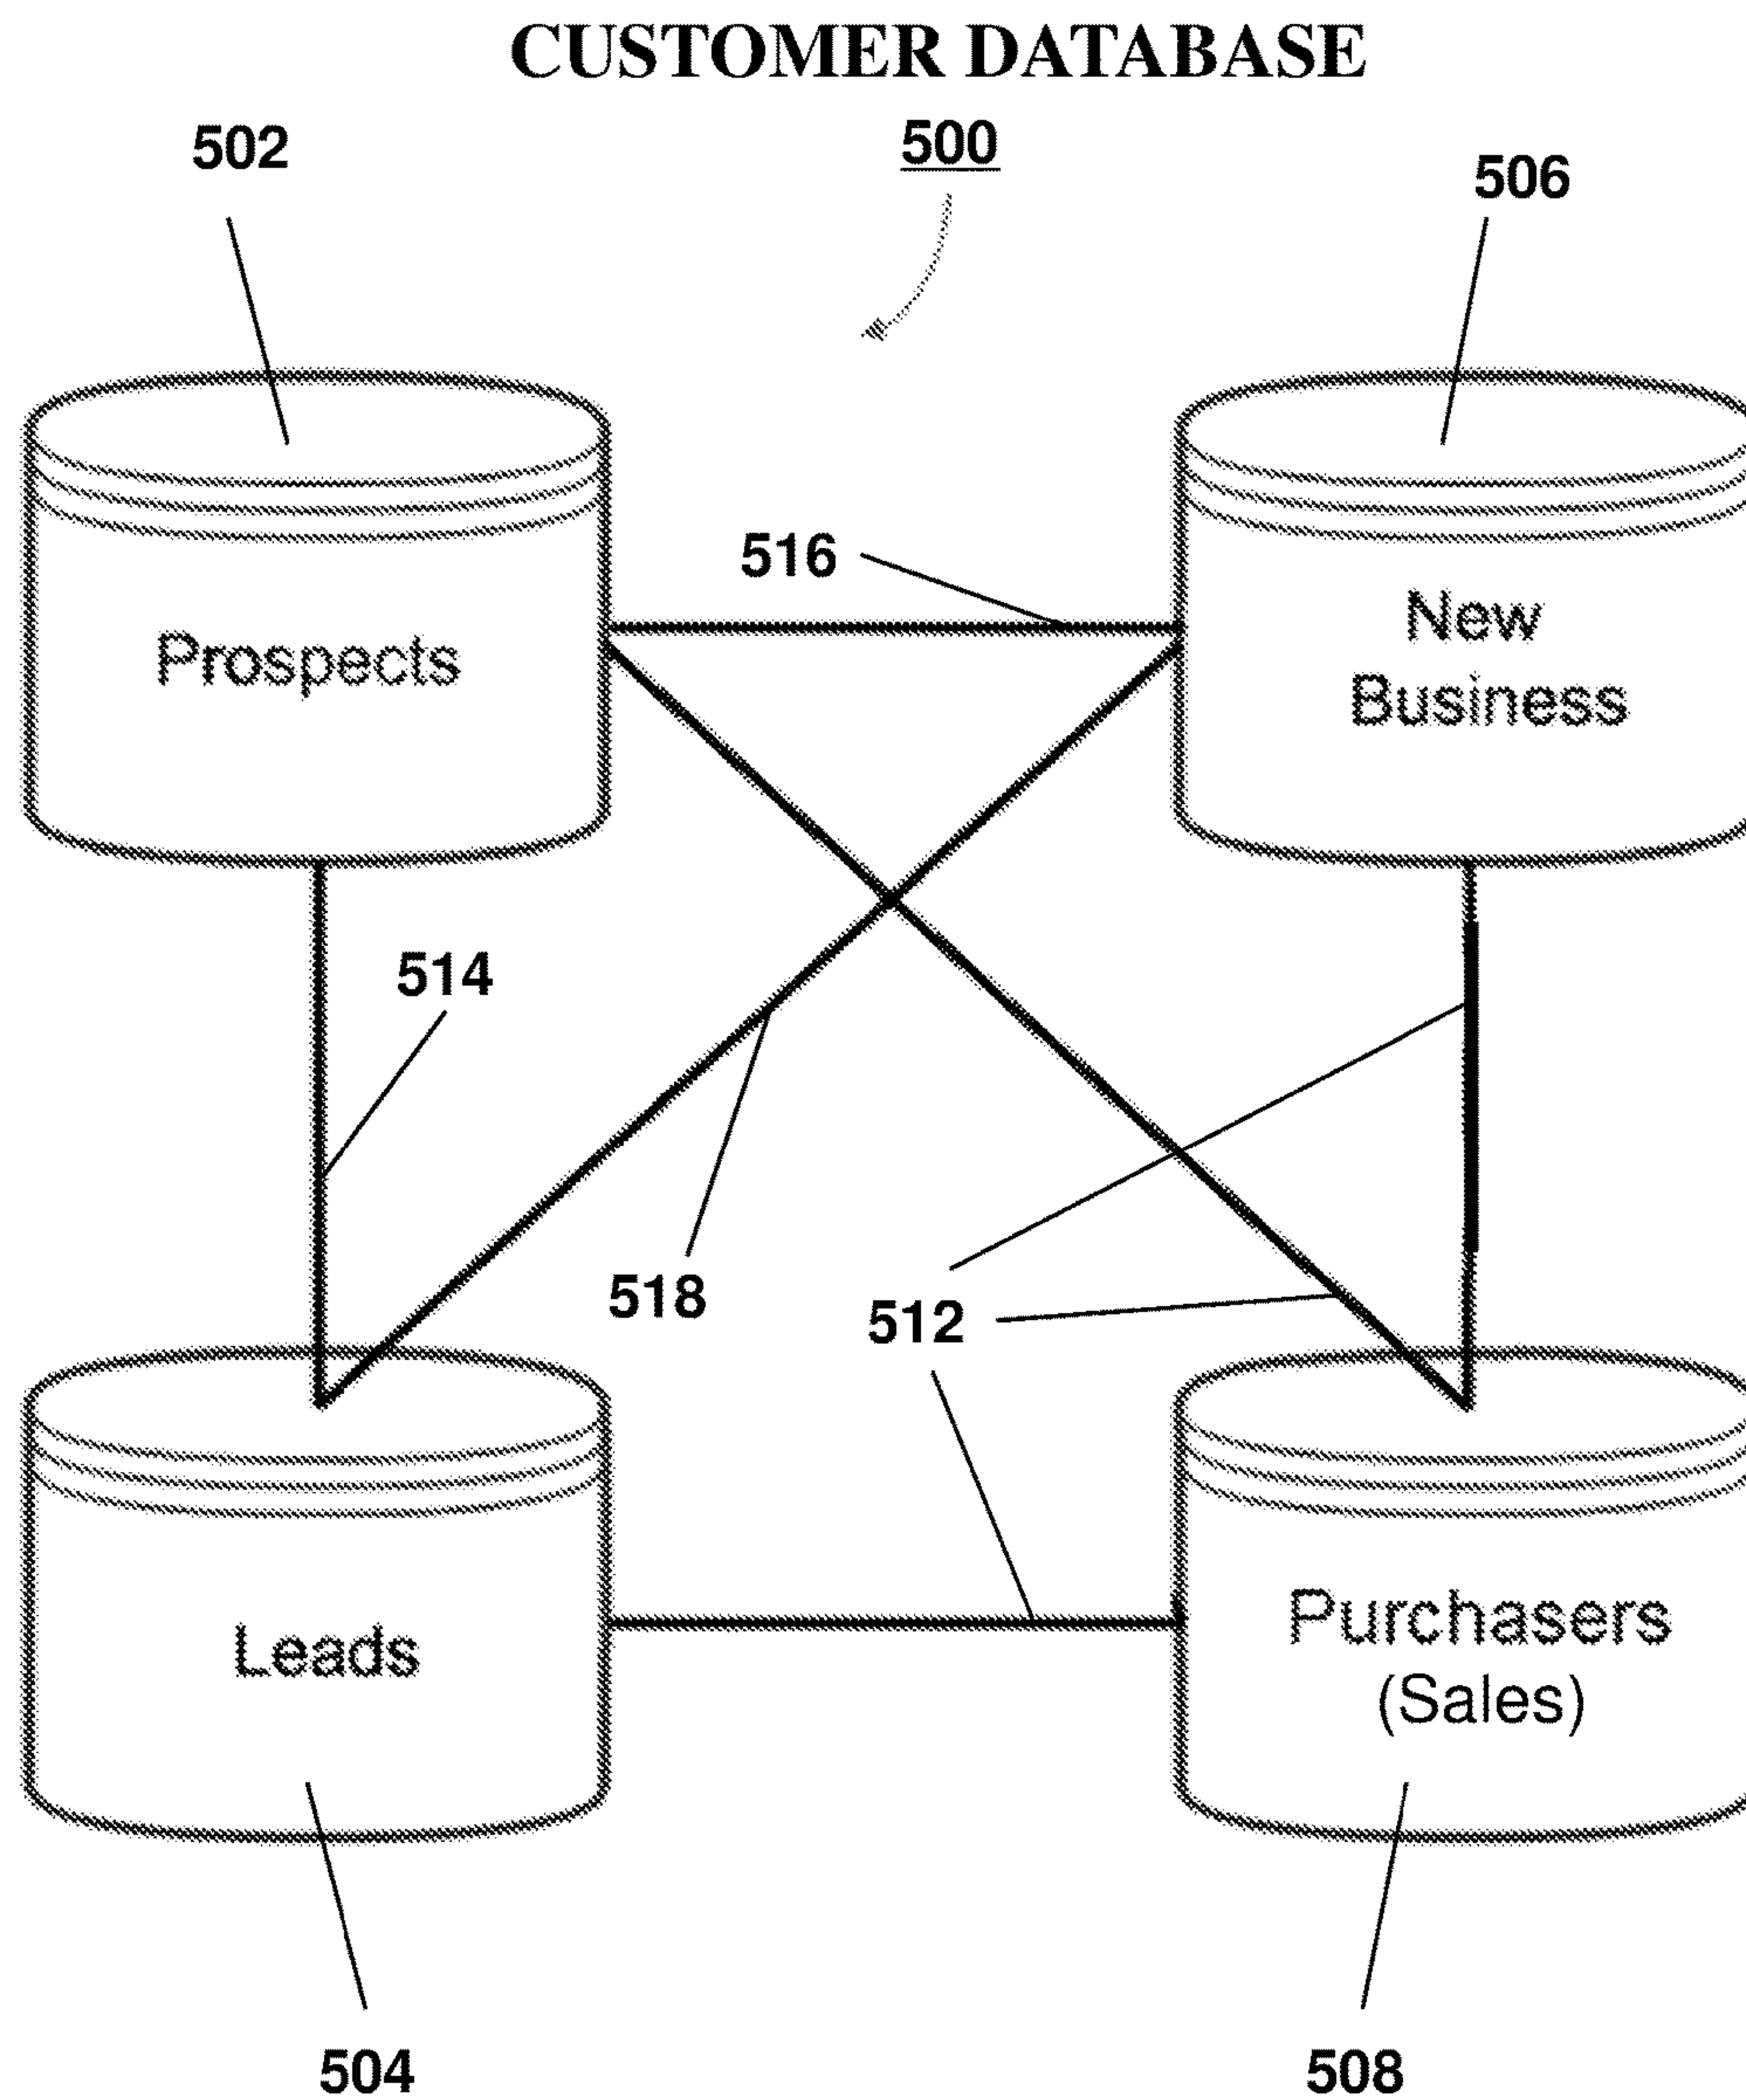 CUSTOMER DATABASE
500
502
506
516
Prospects
New
Business
514
518
512
Leads
Purchasers
(Sales)
504
508